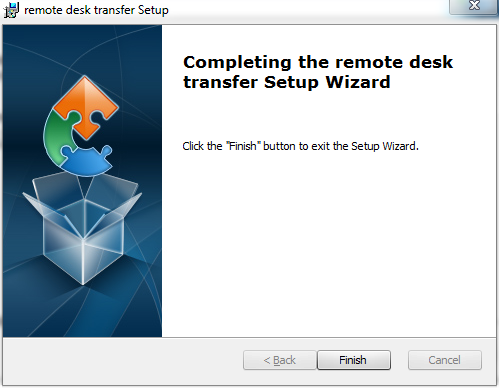 remote desk transfer Setup
Completing the remote desk
transfer Setup Wizard
Click the "Finish" button to exit the Setup Wizard.
< Back
Finish
Cancel